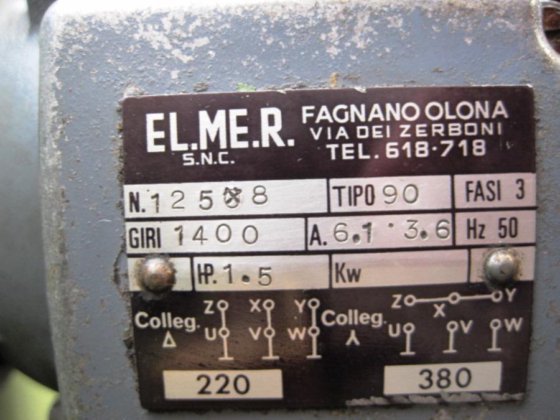 EL.ME.R. FAGNANO OLONA
S.N.C. VIA DEI ZERBONI
TEL. 618-718
N. TIPO 90 FASI 3
GIRI 1400 A. 6.1 3.6 Hz 50
HP. 1.5 Kw
Z X Y Z X Y
Colleg. U V W Colleg. U V W
Δ 220 380